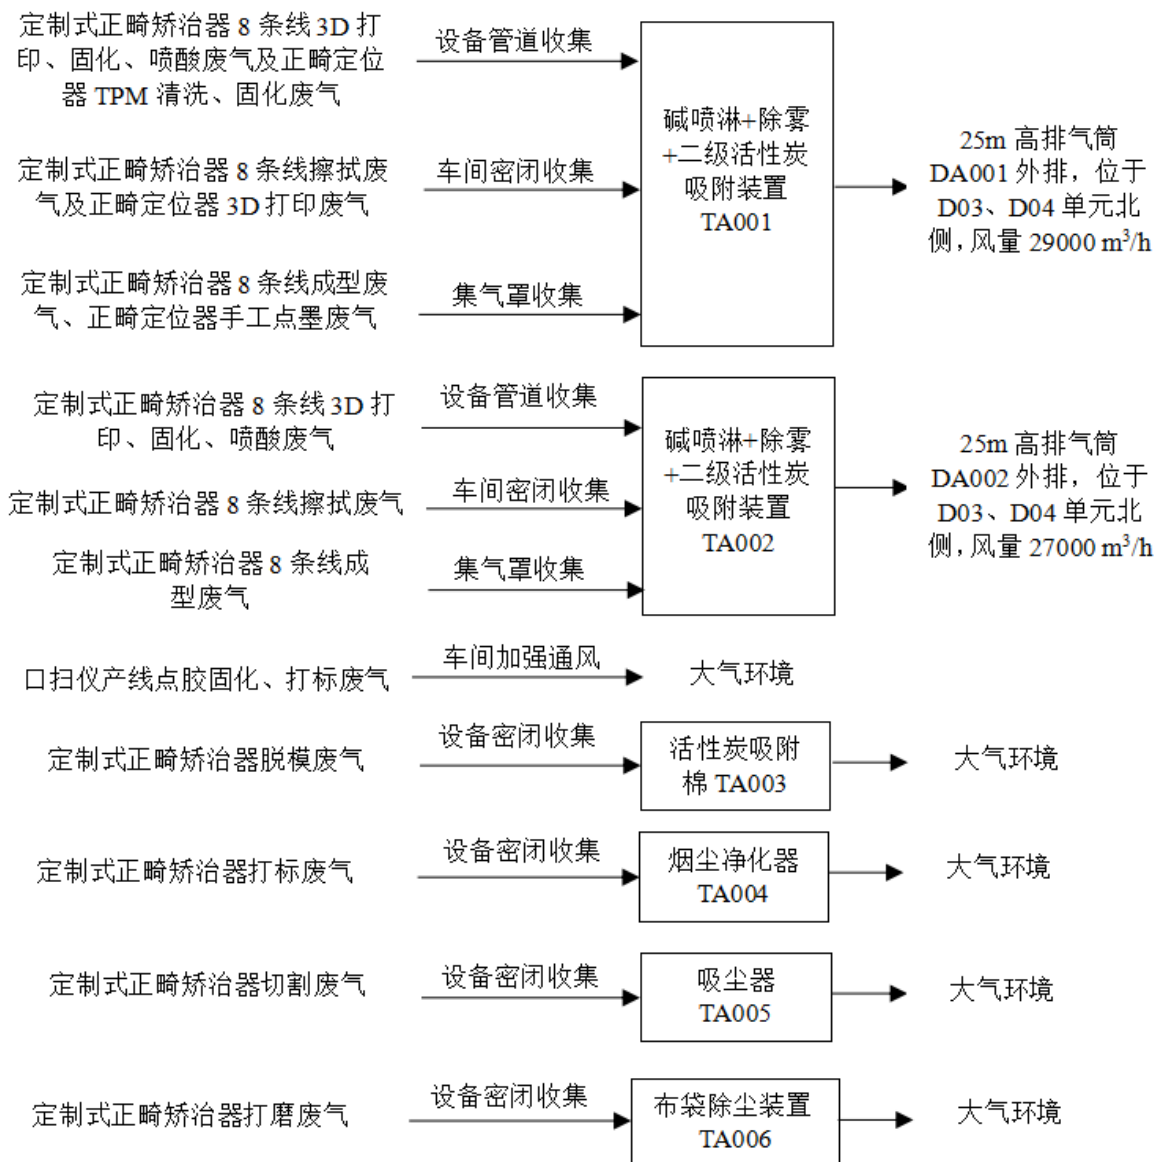 定制式正畸矫治器 8 条线 3D 打
印、固化、喷酸废气及正畸定位
器 TPM 清洗、固化废气
设备管道收集
定制式正畸矫治器 8 条线擦拭废
气及正畸定位器 3D 打印废气
车间密闭收集
定制式正畸矫治器 8 条线成型废
气、正畸定位器手工点墨废气
集气罩收集
碱喷淋+除雾
+二级活性炭
吸附装置
TA001
25m 高排气筒
DA001 外排，位于
D03、D04 单元北
侧，风量 29000 m³/h
定制式正畸矫治器 8 条线 3D 打
印、固化、喷酸废气
设备管道收集
定制式正畸矫治器 8 条线擦拭废气
车间密闭收集
定制式正畸矫治器 8 条线成
型废气
集气罩收集
碱喷淋+除雾
+二级活性炭
吸附装置
TA002
25m 高排气筒
DA002 外排，位于
D03、D04 单元北
侧，风量 27000 m³/h
口扫仪产线点胶固化、打标废气
车间加强通风
大气环境
定制式正畸矫治器脱模废气
设备密闭收集
活性炭吸附
棉 TA003
大气环境
定制式正畸矫治器打标废气
设备密闭收集
烟尘净化器
TA004
大气环境
定制式正畸矫治器切割废气
设备密闭收集
吸尘器
TA005
大气环境
定制式正畸矫治器打磨废气
设备密闭收集
布袋除尘装置
TA006
大气环境